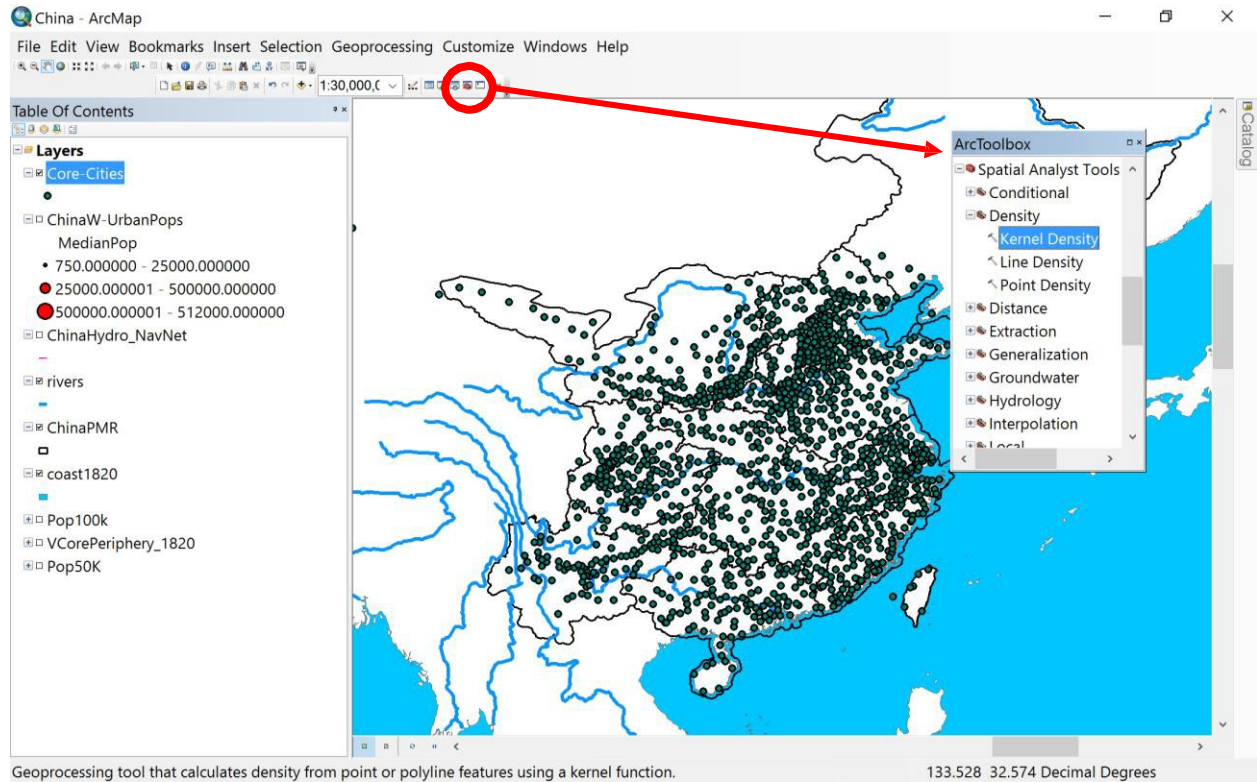 China - ArcMap
File Edit View Bookmarks Insert Selection Geoprocessing Customize Windows Help
1:30,000,(
Table Of Contents
Layers
Core-Cities
ChinaW-UrbanPops
MedianPop
750.000000 - 25000.000000
25000.000001 - 500000.000000
500000.000001 - 512000.000000
ChinaHydro_NavNet
rivers
ChinaPMR
coast1820
Pop100k
VCorePeriphery_1820
Pop50K
ArcToolbox
Spatial Analyst Tools
Conditional
Density
Kernel Density
Line Density
Point Density
Distance
Extraction
Generalization
Groundwater
Hydrology
Interpolation
Local
Catalog
Geoprocessing tool that calculates density from point or polyline features using a kernel function.
133.528 32.574 Decimal Degrees